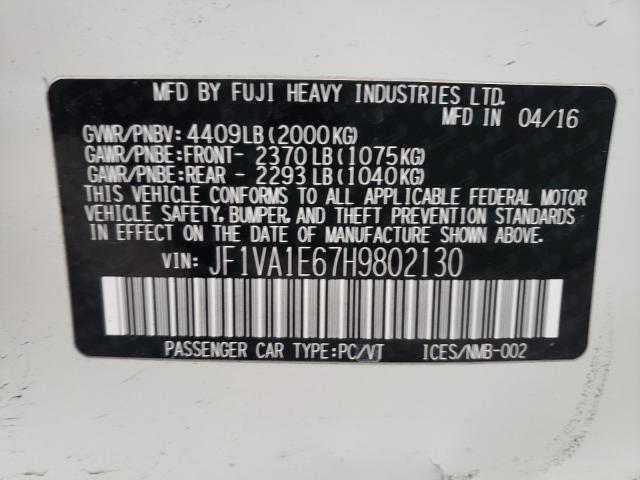 MFD BY FUJI HEAVY INDUSTRIES LTD.
MFD IN 04/16
GVWR/PNBV: 4409LB(2000KG)
GAWR/PNBE:FRONT- 2370LB(1075KG)
GAWR/PNBE:REAR - 2293LB(1040KG)
THIS VEHICLE CONFORMS TO ALL APPLICABLE FEDERAL MOTOR
VEHICLE SAFETY, BUMPER, AND THEFT PREVENTION STANDARDS
IN EFFECT ON THE DATE OF MANUFACTURE SHOWN ABOVE.
VIN: JF1VA1E67H9802130
PASSENGER CAR TYPE:PC/VT ICES/NMB-002